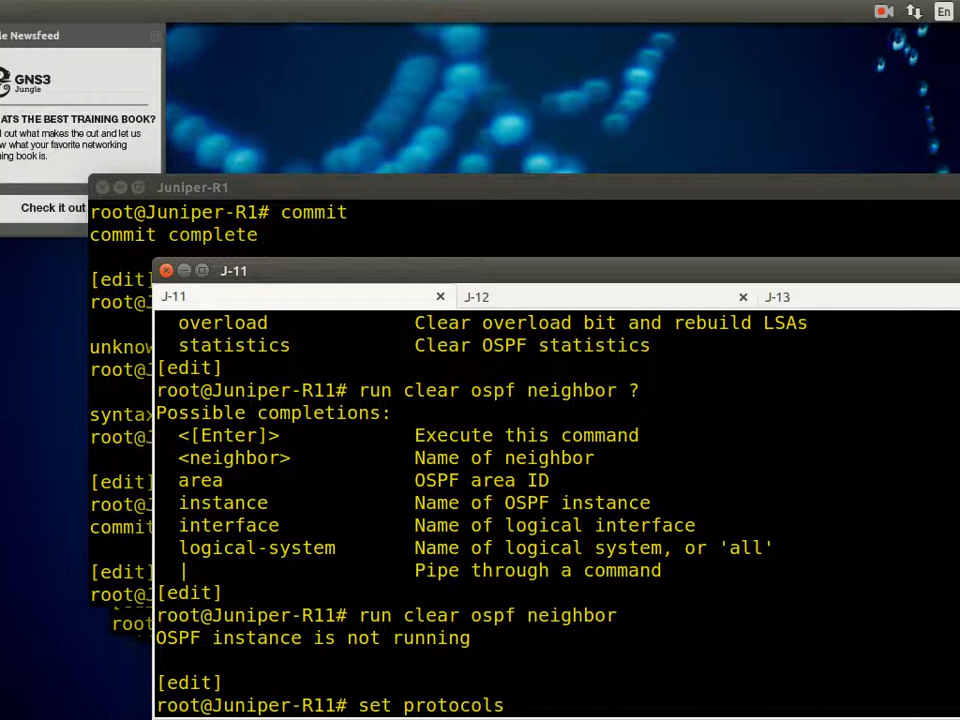 En
le Newsfeed
GNS3
Jungle
ATS THE BEST TRAINING BOOK?
out what makes the cut and let us
w what your favorite networking
ning book is.
Check it out
Juniper-R1
root@Juniper-R1# commit
commit complete
[edit]
root@J
unknow
root@J
syntax
root@J
[edit]
root@J
commit
[edit]
root@J
root
J-11
J-11
J-12
J-13
overload Clear overload bit and rebuild LSAs
statistics Clear OSPF statistics
[edit]
root@Juniper-R11# run clear ospf neighbor ?
Possible completions:
<[Enter]> Execute this command
<neighbor> Name of neighbor
area OSPF area ID
instance Name of OSPF instance
interface Name of logical interface
logical-system Name of logical system, or 'all'
| Pipe through a command
[edit]
root@Juniper-R11# run clear ospf neighbor
OSPF instance is not running
[edit]
root@Juniper-R11# set protocols